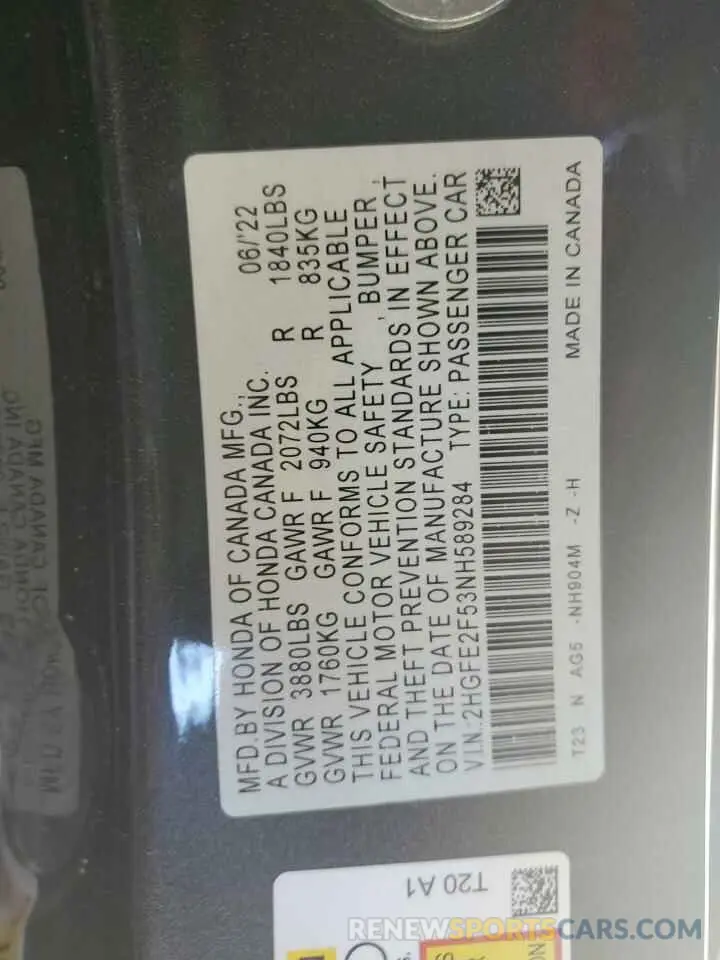 MFD.BY HONDA OF CANADA MFG., 06/'22
A DIVISION OF HONDA CANADA INC.
GVWR 3880LBS GAWR F 2072LBS R 1840LBS
GVWR 1760KG GAWR F 940KG R 835KG
THIS VEHICLE CONFORMS TO ALL APPLICABLE
FEDERAL MOTOR VEHICLE SAFETY , BUMPER ,
AND THEFT PREVENTION STANDARDS IN EFFECT
ON THE DATE OF MANUFACTURE SHOWN ABOVE.
V.I.N.:2HGFE2F53NH589284 TYPE: PASSENGER CAR
T23 N AG5 -NH904M -Z -H MADE IN CANADA
T20 A1
RENEWSPORTSCARS.COM